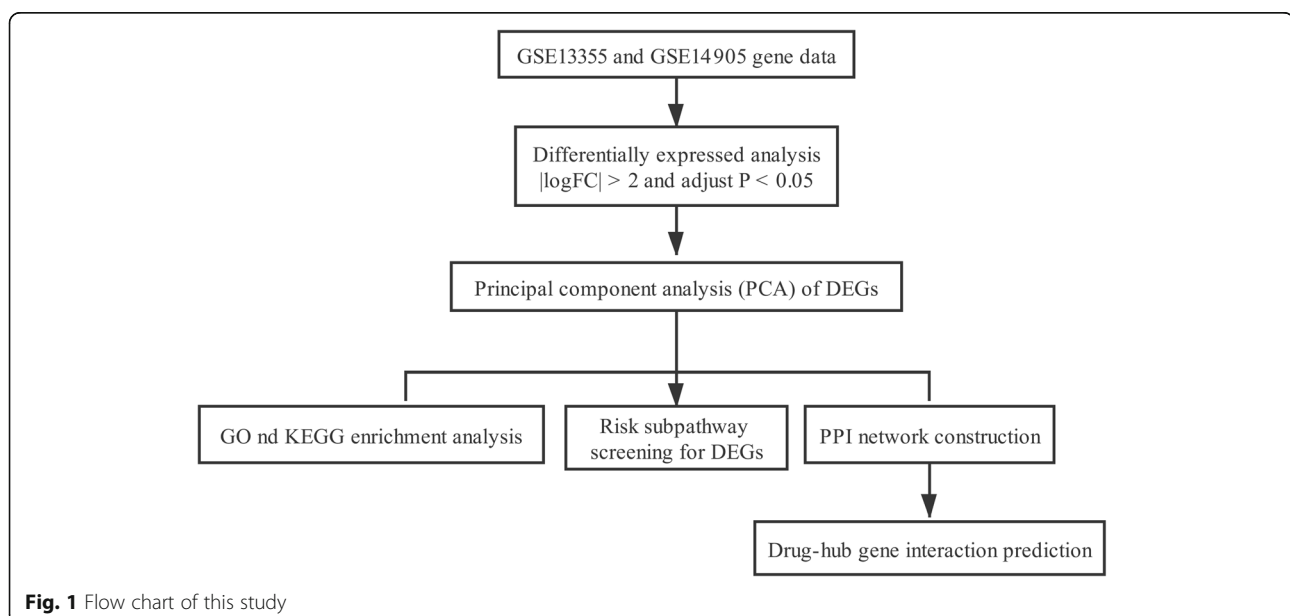 GSE13355 and GSE14905 gene data
Differentially expressed analysis
|logFC| > 2 and adjust P < 0.05
Principal component analysis (PCA) of DEGs
GO nd KEGG enrichment analysis
Risk subpathway
screening for DEGs
PPI network construction
Drug-hub gene interaction prediction
Fig. 1 Flow chart of this study